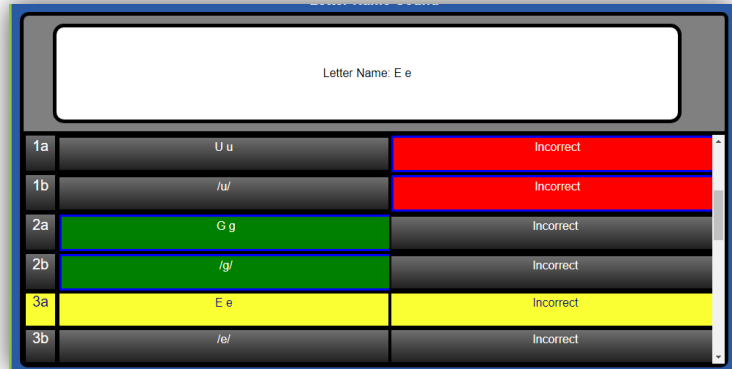 Letter Name: E e
1a U u Incorrect
1b /u/ Incorrect
2a G g Incorrect
2b /g/ Incorrect
3a E e Incorrect
3b /e/ Incorrect